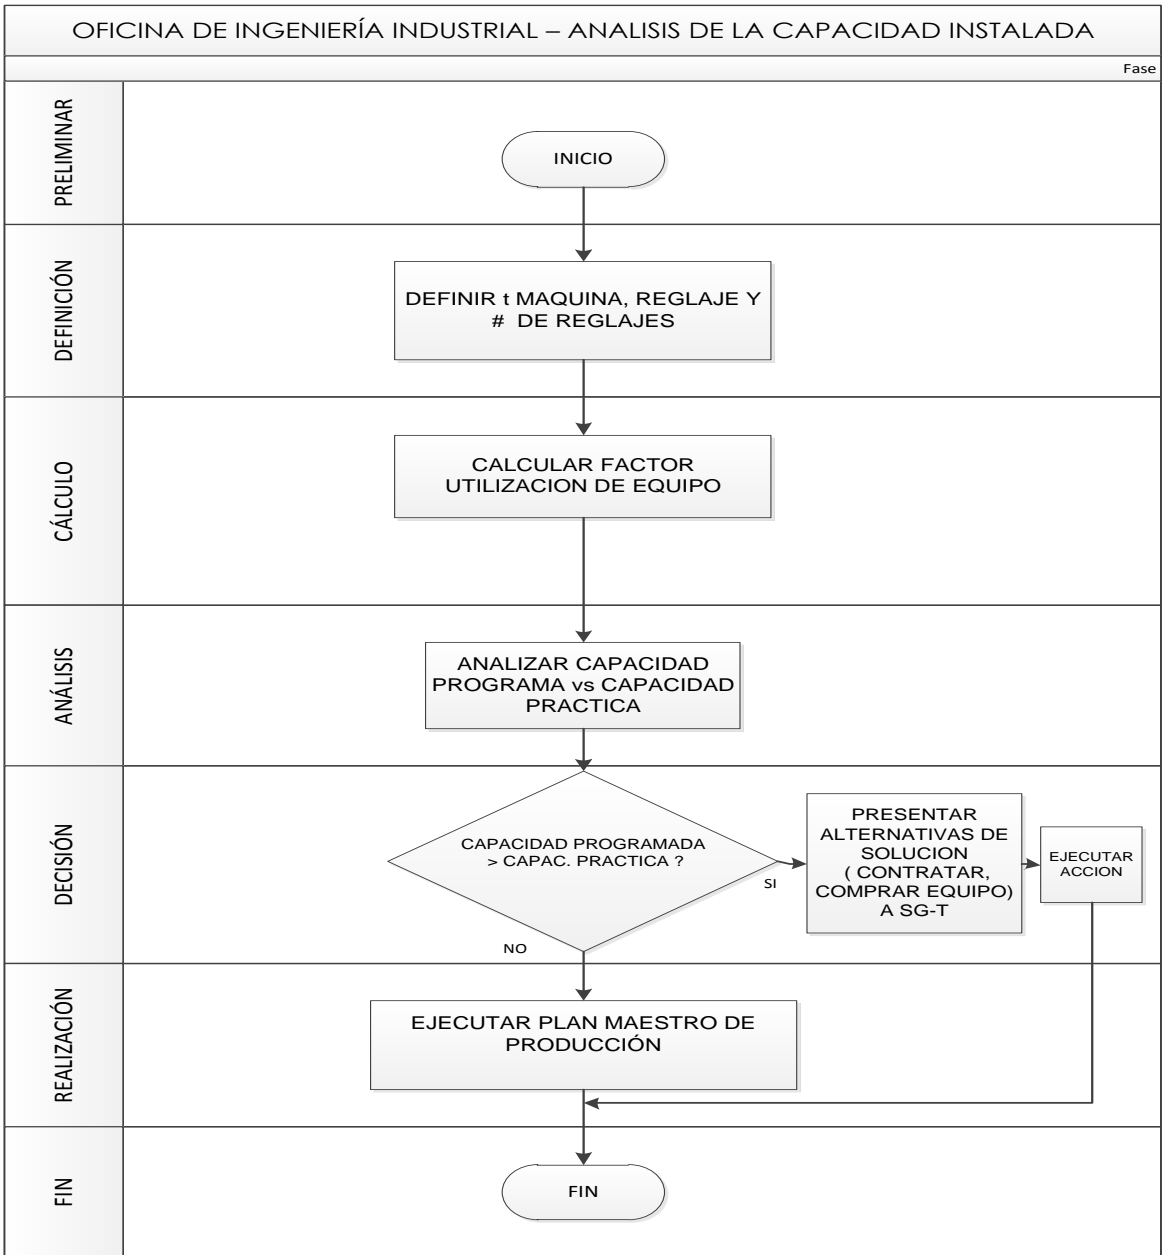 OFICINA DE INGENIERÍA INDUSTRIAL – ANALISIS DE LA CAPACIDAD INSTALADA
Fase
PRELIMINAR
INICIO
DEFINICIÓN
DEFINIR t MAQUINA, REGLAJE Y
# DE REGLAJES
CÁLCULO
CALCULAR FACTOR
UTILIZACION DE EQUIPO
ANÁLISIS
ANALIZAR CAPACIDAD
PROGRAMA vs CAPACIDAD
PRACTICA
DECISIÓN
CAPACIDAD PROGRAMADA
> CAPAC. PRACTICA ?
SI
NO
PRESENTAR
ALTERNATIVAS DE
SOLUCION
( CONTRATAR,
COMPRAR EQUIPO)
A SG-T
EJECUTAR
ACCION
REALIZACIÓN
EJECUTAR PLAN MAESTRO DE
PRODUCCIÓN
FIN
FIN